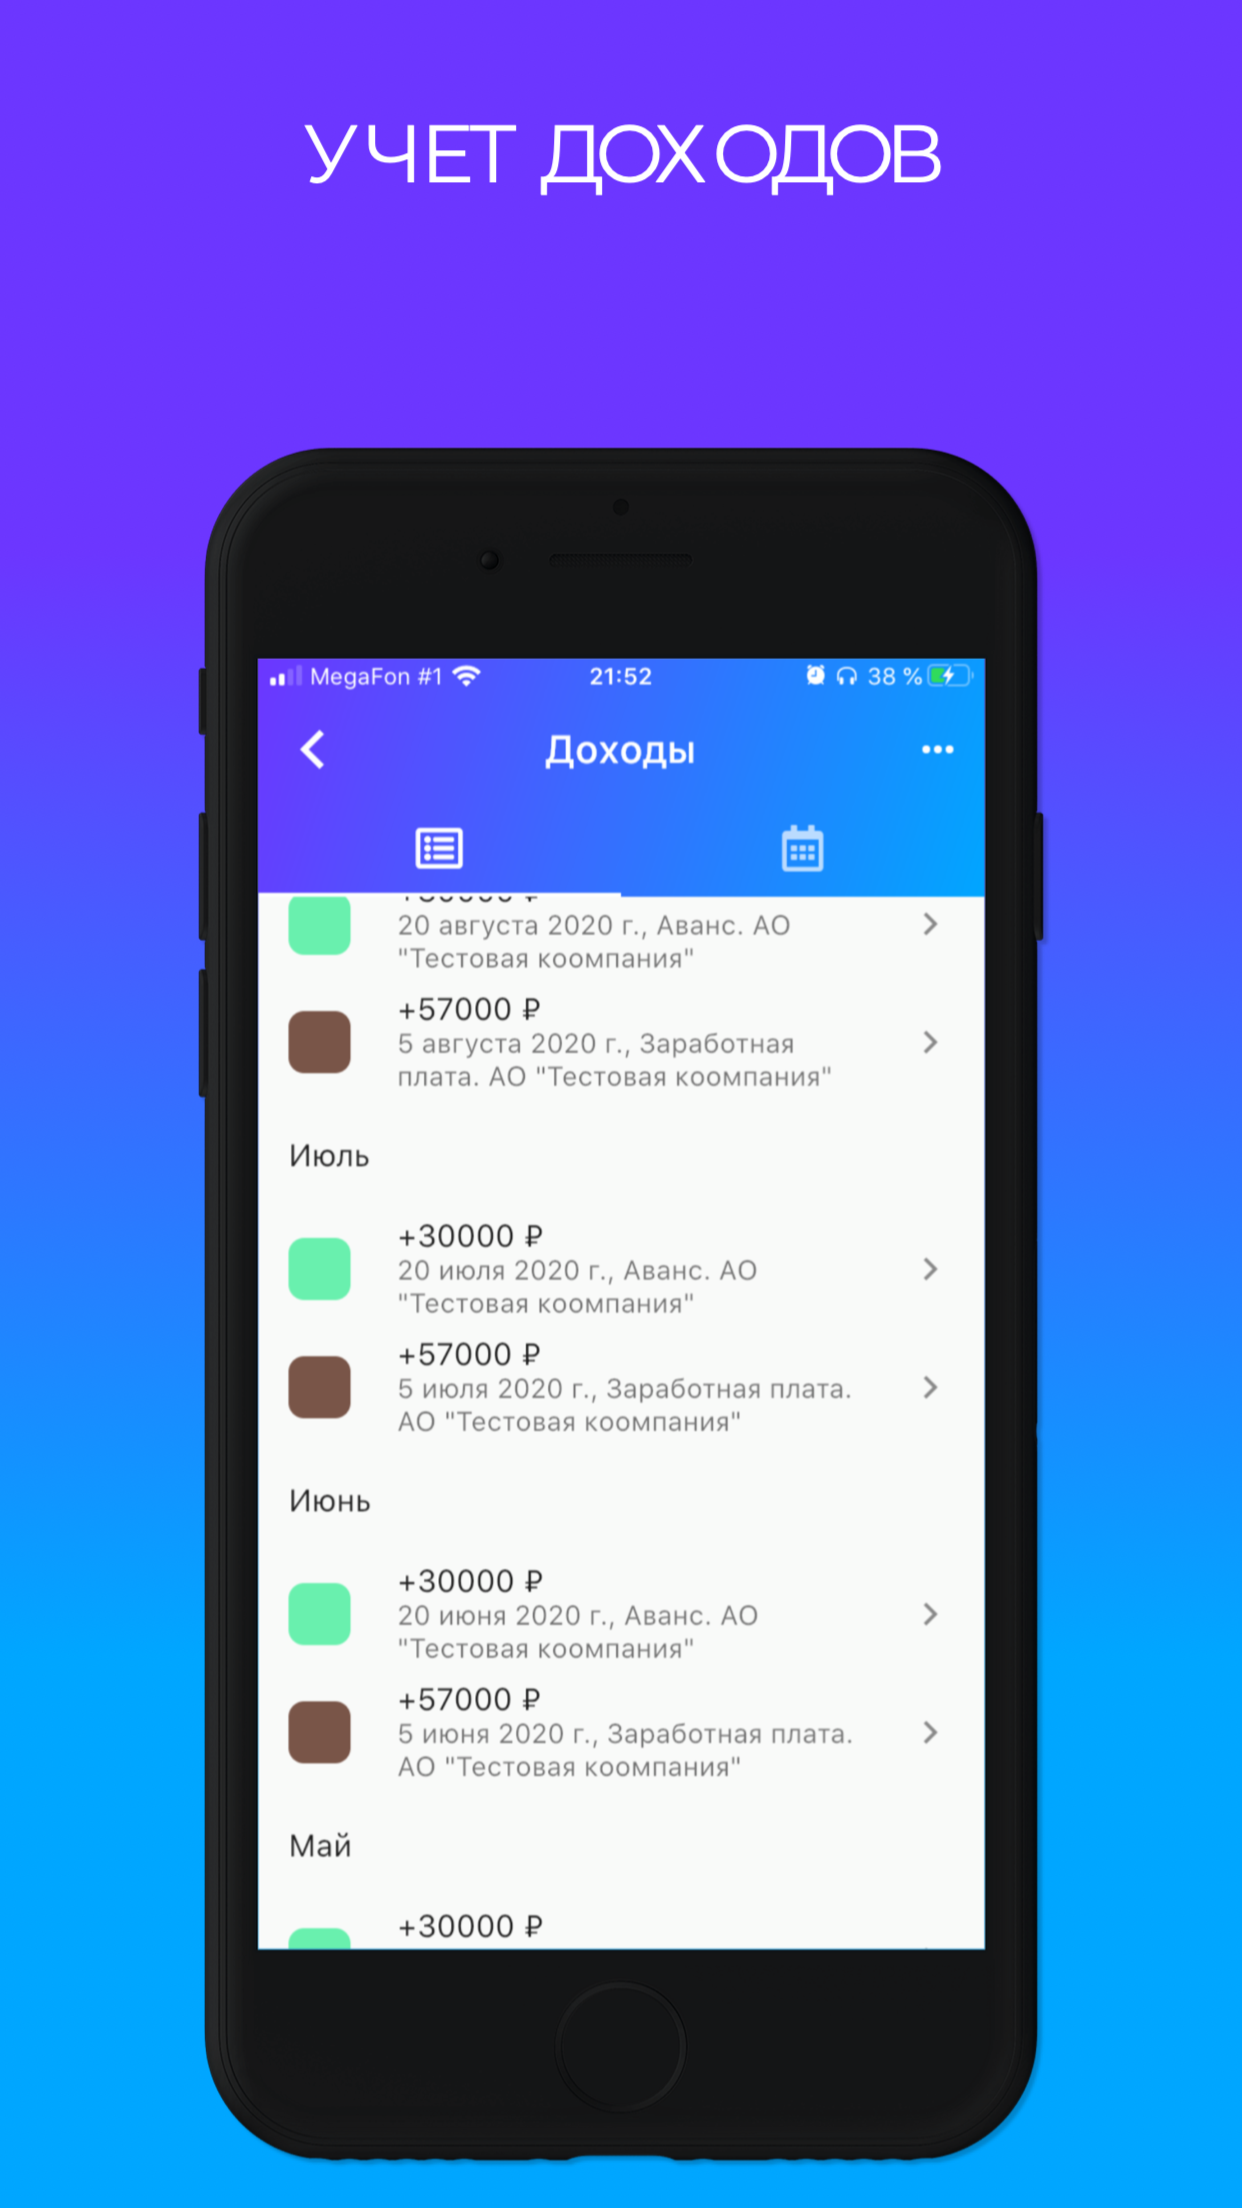 УЧЕТ ДОХОДОВ
MegaFon #1 21:52 38 %
Доходы
20 августа 2020 г., Аванс. АО
"Тестовая коомпания"
+57000 ₽
5 августа 2020 г., Заработная
плата. АО "Тестовая коомпания"
Июль
+30000 ₽
20 июля 2020 г., Аванс. АО
"Тестовая коомпания"
+57000 ₽
5 июля 2020 г., Заработная плата.
АО "Тестовая коомпания"
Июнь
+30000 ₽
20 июня 2020 г., Аванс. АО
"Тестовая коомпания"
+57000 ₽
5 июня 2020 г., Заработная плата.
АО "Тестовая коомпания"
Май
+30000 ₽